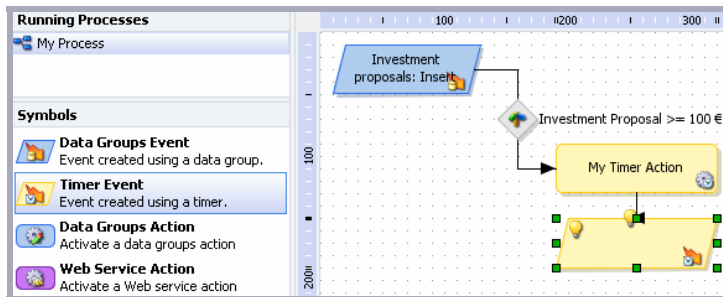 Running Processes
My Process
Symbols
Data Groups Event
Event created using a data group.
Timer Event
Event created using a timer.
Data Groups Action
Activate a data groups action
Web Service Action
Activate a Web service action
100
200
300
100
200
Investment
proposals: Insert
Investment Proposal >= 100 €
My Timer Action